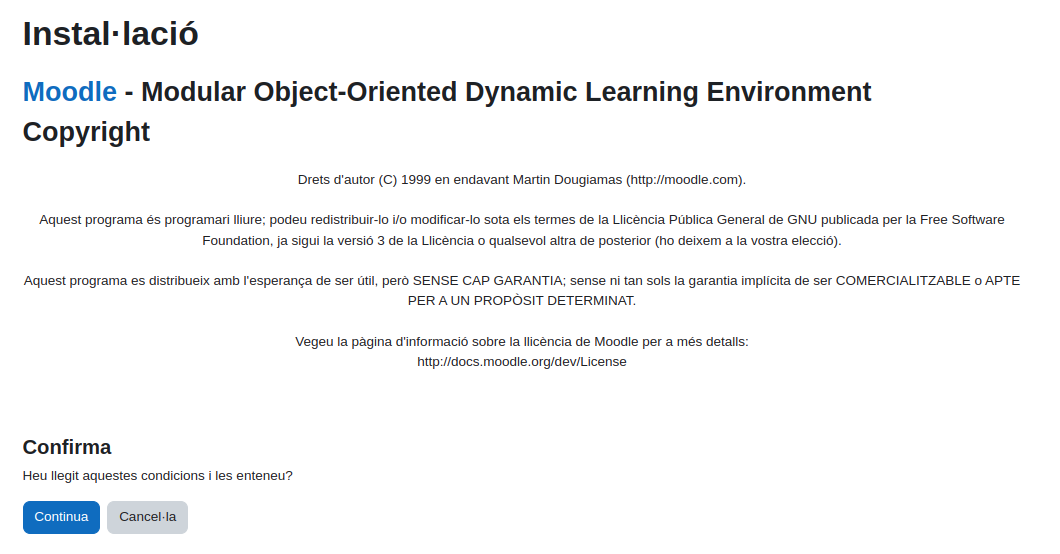 Instal·lació
Moodle - Modular Object-Oriented Dynamic Learning Environment
Copyright
Drets d'autor (C) 1999 en endavant Martin Dougiamas (http://moodle.com).
Aquest programa és programari lliure; podeu redistribuir-lo i/o modificar-lo sota els termes de la Llicència Pública General de GNU publicada per la Free Software
Foundation, ja sigui la versió 3 de la Llicència o qualsevol altra de posterior (ho deixem a la vostra elecció).
Aquest programa es distribueix amb l'esperança de ser útil, però SENSE CAP GARANTIA; sense ni tan sols la garantia implícita de ser COMERCIALITZABLE o APTE
PER A UN PROPÒSIT DETERMINAT.
Vegeu la pàgina d'informació sobre la llicència de Moodle per a més detalls:
http://docs.moodle.org/dev/License
Confirma
Heu llegit aquestes condicions i les enteneu?
Continua Cancel·la